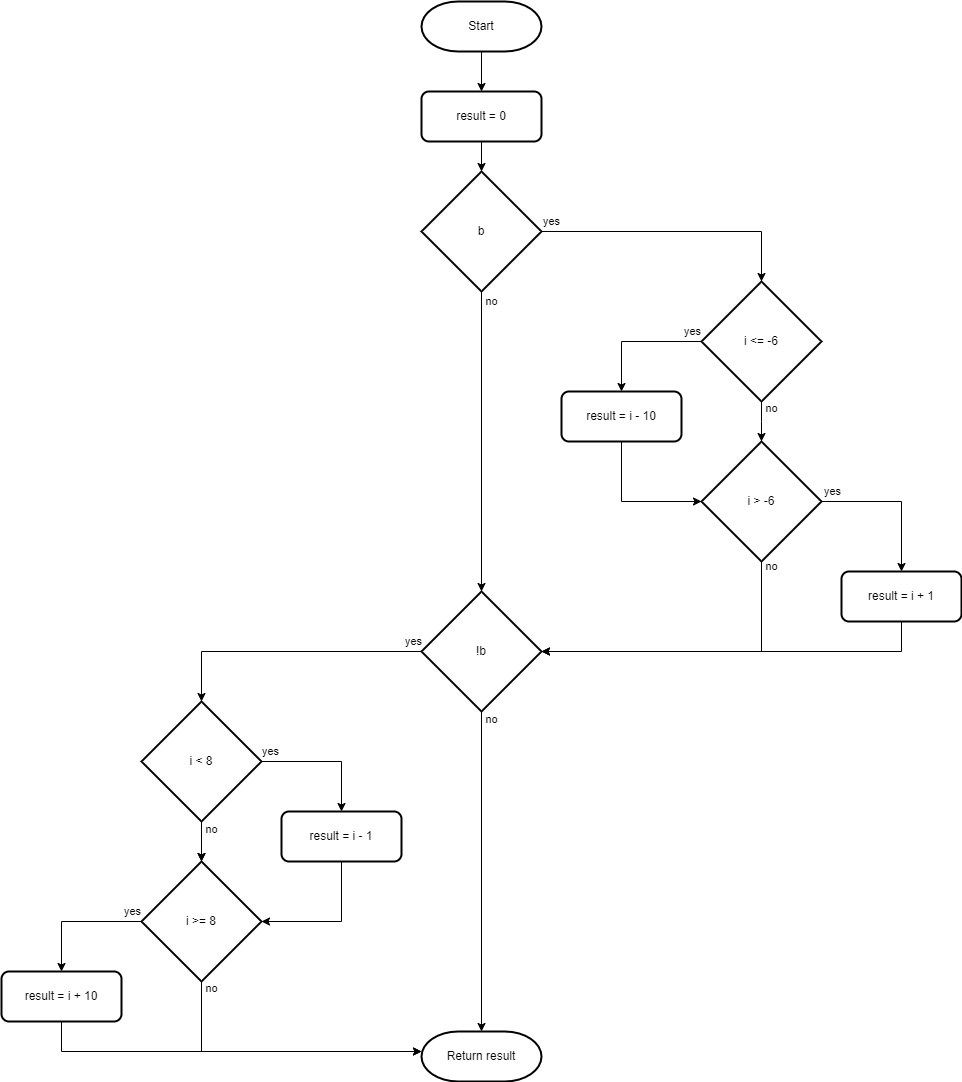 Start
result = 0
b
yes
no
i <= -6
yes
no
result = i - 10
i > -6
yes
no
result = i + 1
!b
yes
no
i < 8
yes
no
result = i - 1
i >= 8
yes
no
result = i + 10
Return result